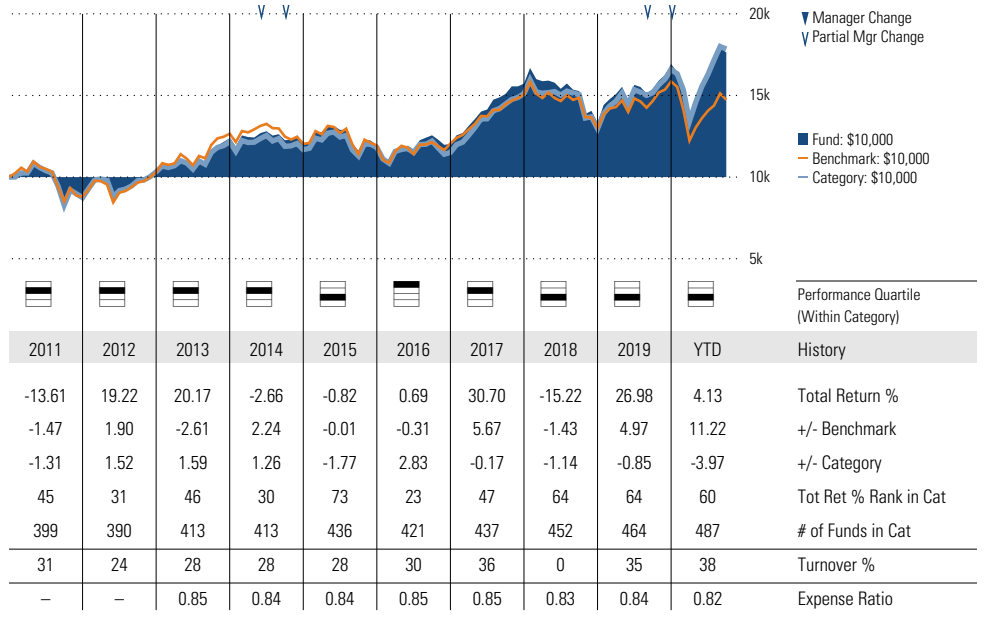 20k
Manager Change
Partial Mgr Change
15k
Fund: $10,000
Benchmark: $10,000
Category: $10,000
10k
5k
Performance Quartile
(Within Category)
2011 2012 2013 2014 2015 2016 2017 2018 2019 YTD History
-13.61 19.22 20.17 -2.66 -0.82 0.69 30.70 -15.22 26.98 4.13 Total Return %
-1.47 1.90 -2.61 2.24 -0.01 -0.31 5.67 -1.43 4.97 11.22 +/- Benchmark
-1.31 1.52 1.59 1.26 -1.77 2.83 -0.17 -1.14 -0.85 -3.97 +/- Category
45 31 46 30 73 23 47 64 64 60 Tot Ret % Rank in Cat
399 390 413 413 436 421 437 452 464 487 # of Funds in Cat
31 24 28 28 28 30 36 0 35 38 Turnover %
– – 0.85 0.84 0.84 0.85 0.85 0.83 0.84 0.82 Expense Ratio